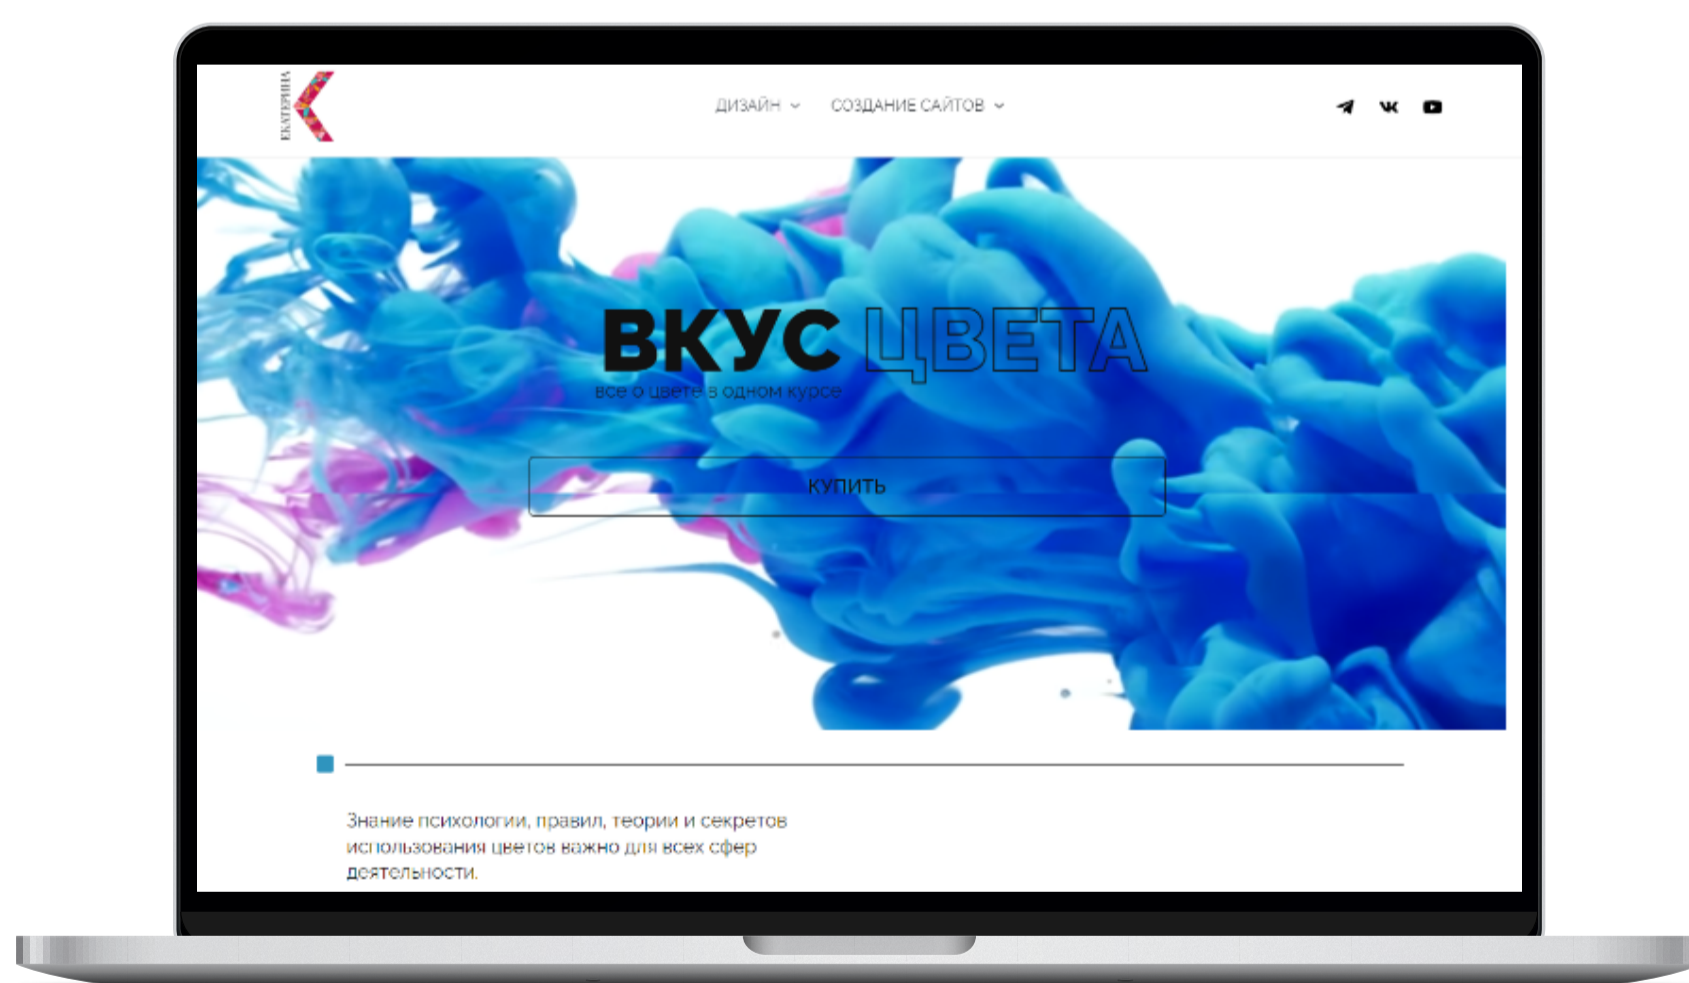 ЕКАТЕРИНА
ДИЗАЙН СОЗДАНИЕ САЙТОВ
ВКУС ЦВЕТА
все о цвете в одном курсе
КУПИТЬ
Знание психологии, правил, теории и секретов
использования цветов важно для всех сфер
деятельности.